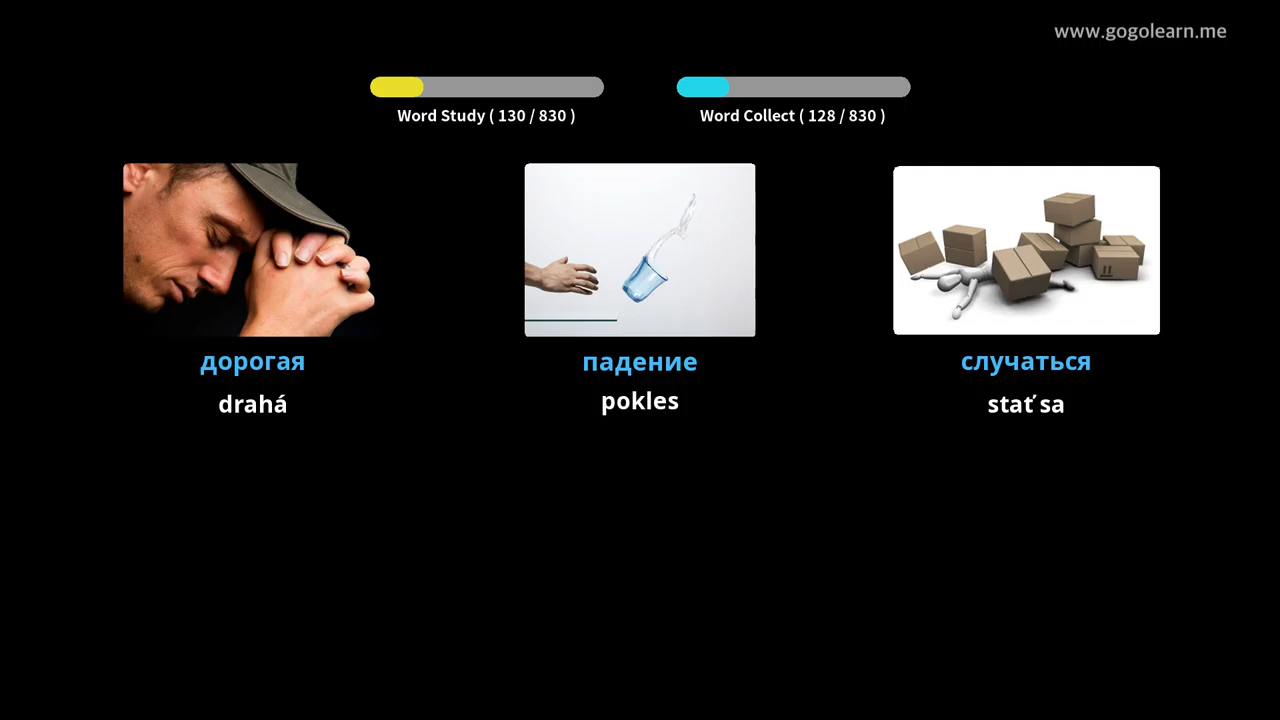 www.gogolearn.me
Word Study ( 130 / 830 )
Word Collect ( 128 / 830 )
дорогая
падение
случаться
drahá
pokles
stať sa